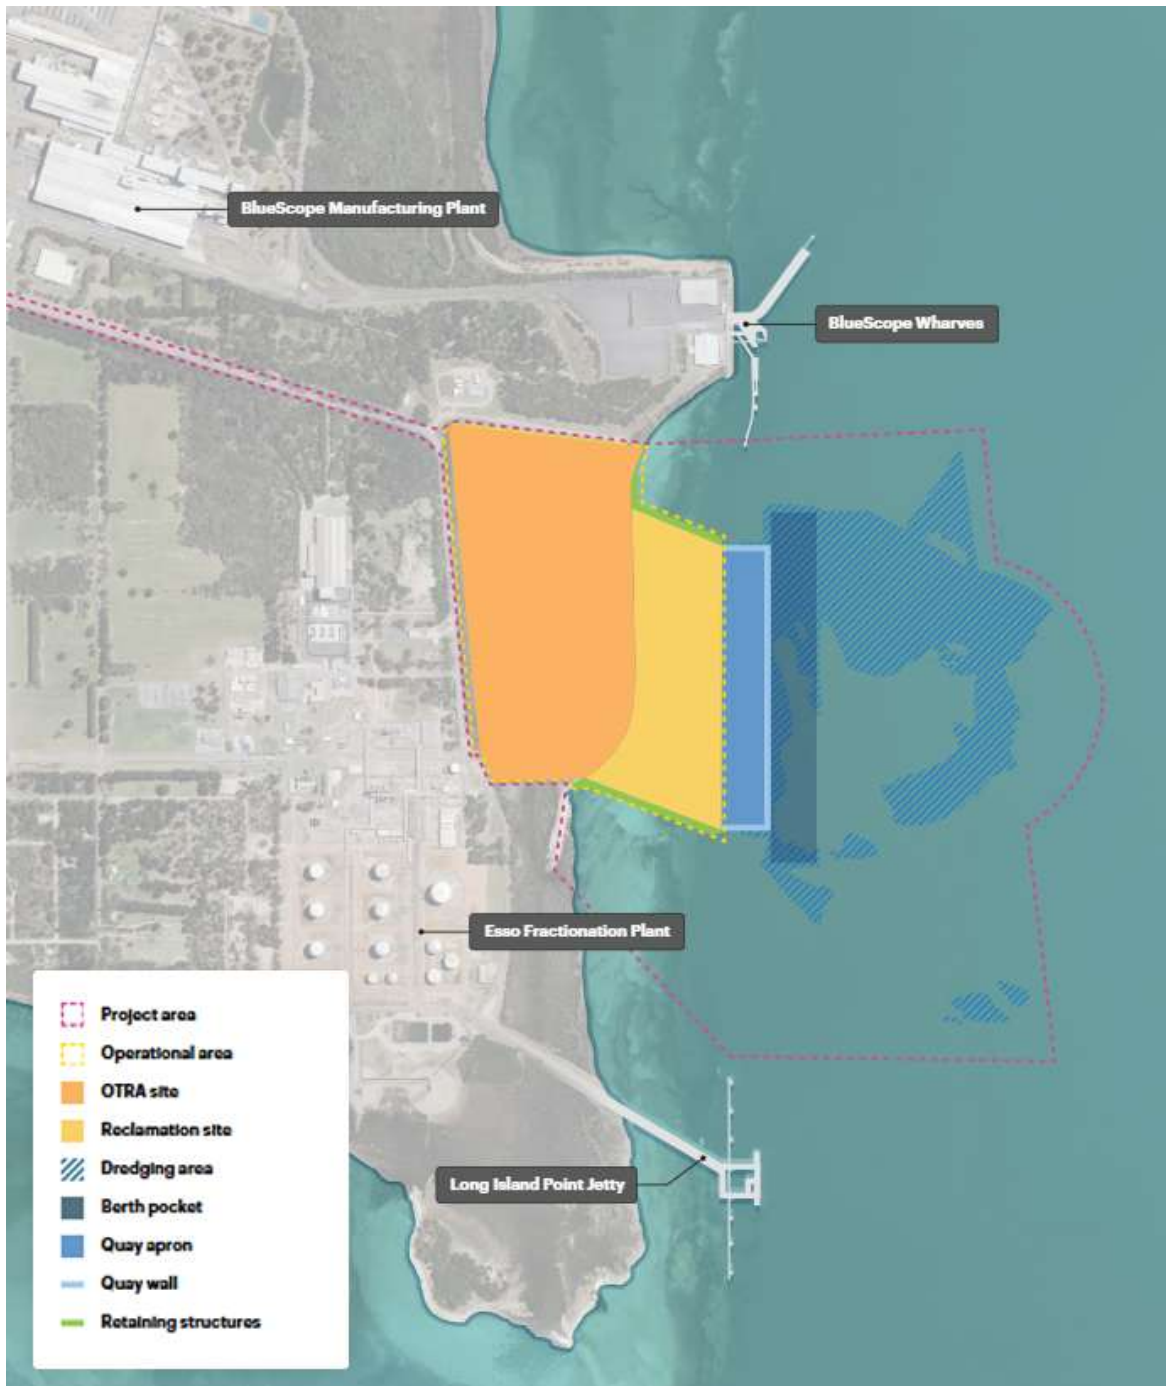 BlueScope Manufacturing Plant
BlueScope Wharves
Esso Fractionation Plant
Long Island Point Jetty
Project area
Operational area
OTRA site
Reclamation site
Dredging area
Berth pocket
Quay apron
Quay wall
Retaining structures